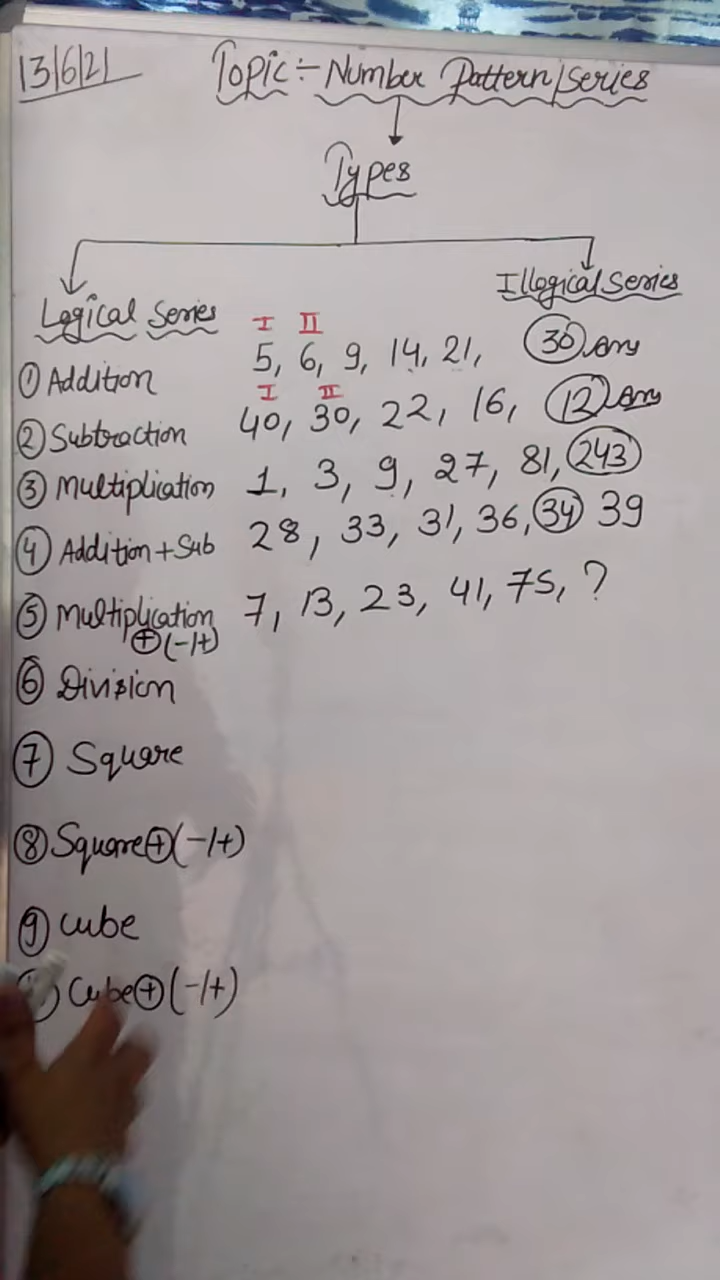 13/6/21
Topic:- Number Pattern/Series
Types
Logical Series
Illogical Series
I II
① Addition 5, 6, 9, 14, 21, 30 Ans
I II
② Subtraction 40, 30, 22, 16, 12 Ans
③ Multiplication 1, 3, 9, 27, 81, 243
④ Addition+Sub 28, 33, 31, 36, 34 39
⑤ Multiplication 7, 13, 23, 41, 75, ?
⊕(-/+)
⑥ Division
⑦ Square
⑧ Square⊕(-/+)
⑨ Cube
Cube⊕(-/+)